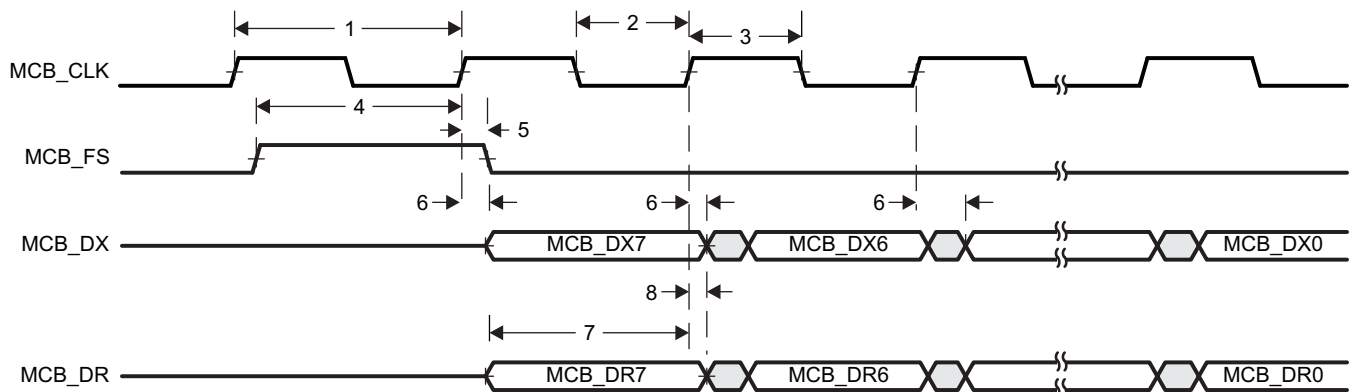 1
2
3
MCB_CLK
4
5
MCB_FS
6
6
6
MCB_DX
MCB_DX7
MCB_DX6
MCB_DX0
8
7
MCB_DR
MCB_DR7
MCB_DR6
MCB_DR0